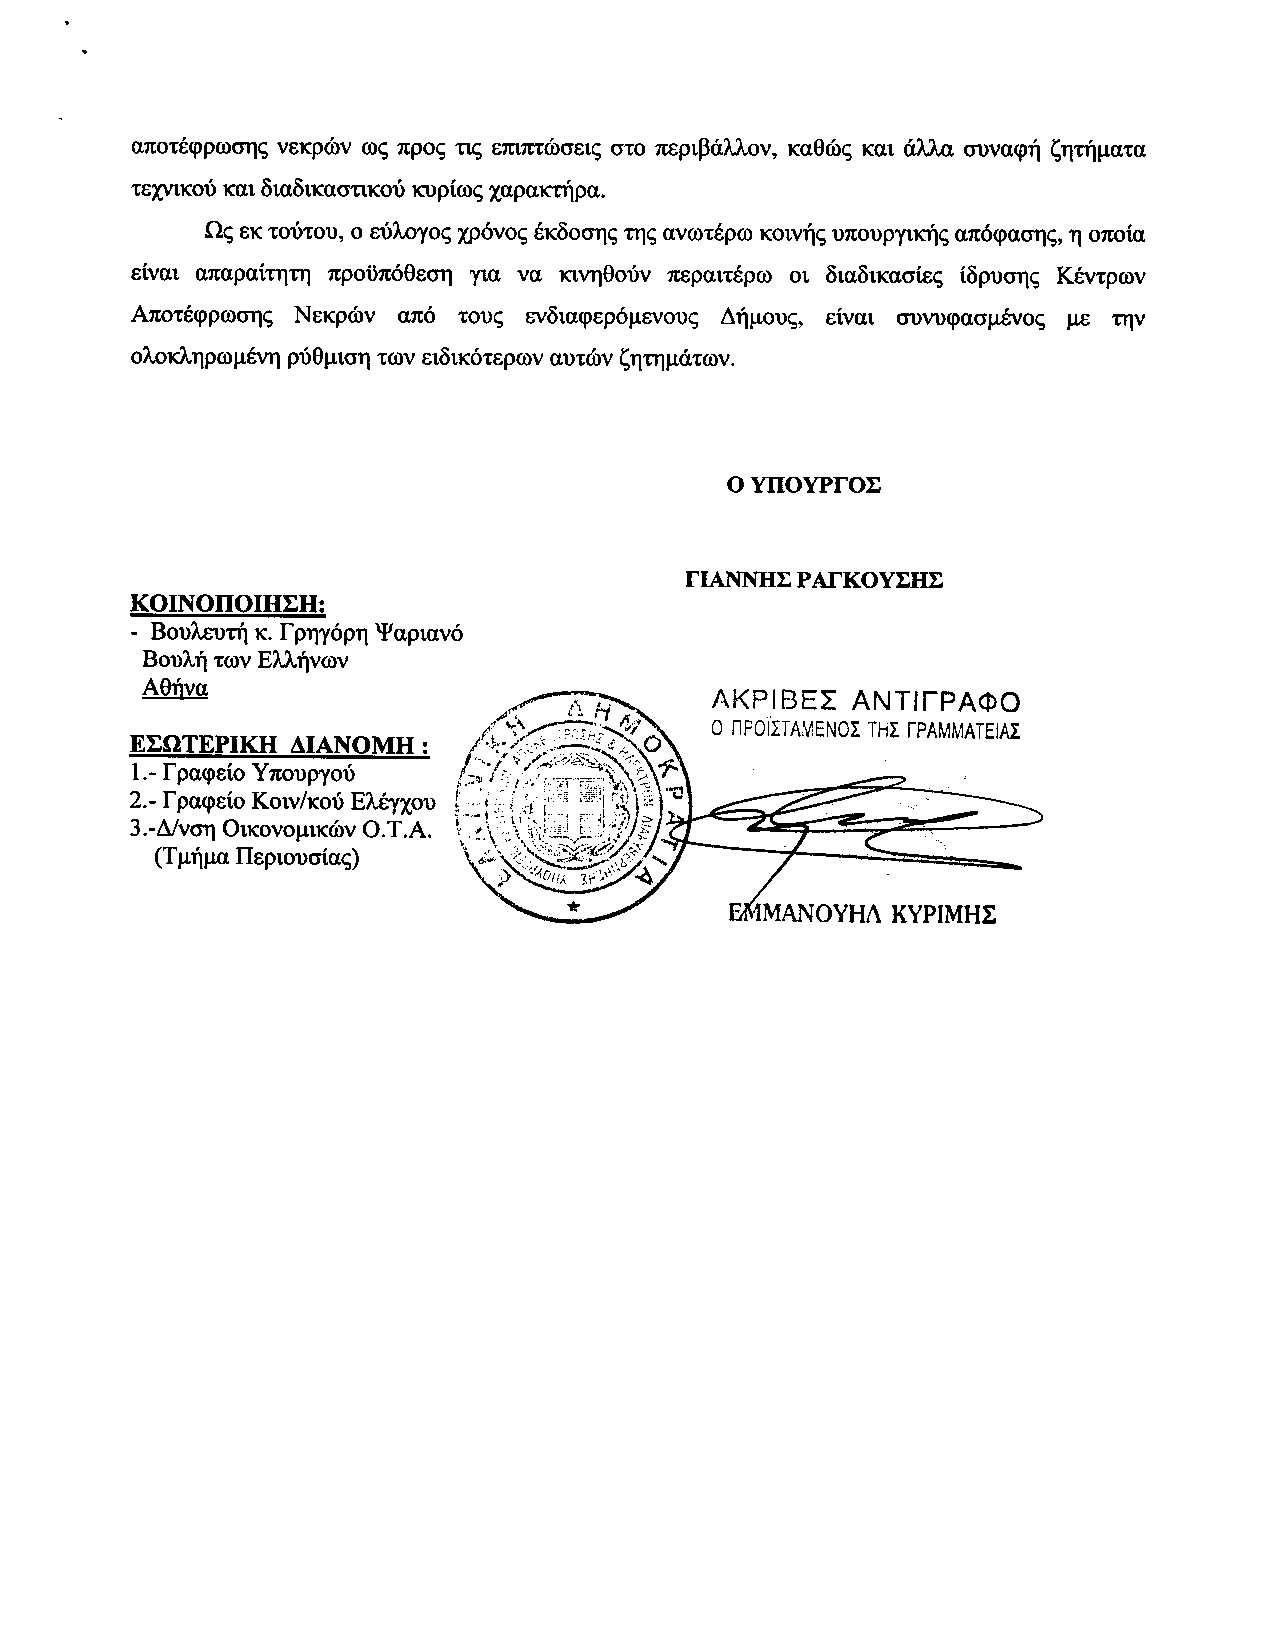 αποτέφρωσης νεκρών ως προς τις επιπτώσεις στο περιβάλλον, καθώς και άλλα συναφή ζητήματα
τεχνικού και διαδικαστικού κυρίως χαρακτήρα.
Ως εκ τούτου, ο εύλογος χρόνος έκδοσης της ανωτέρω κοινής υπουργικής απόφασης, η οποία
είναι απαραίτητη προϋπόθεση για να κινηθούν περαιτέρω οι διαδικασίες ίδρυσης Κέντρων
Αποτέφρωσης Νεκρών από τους ενδιαφερόμενους Δήμους, είναι συνυφασμένος με την
ολοκληρωμένη ρύθμιση των ειδικότερων αυτών ζητημάτων.
Ο ΥΠΟΥΡΓΟΣ
ΓΙΑΝΝΗΣ ΡΑΓΚΟΥΣΗΣ
ΚΟΙΝΟΠΟΙΗΣΗ:
- Βουλευτή κ. Γρηγόρη Ψαριανό
Βουλή των Ελλήνων
Αθήνα
ΕΣΩΤΕΡΙΚΗ ΔΙΑΝΟΜΗ :
1.- Γραφείο Υπουργού
2.- Γραφείο Κοιν/κού Ελέγχου
3.-Δ/νση Οικονομικών Ο.Τ.Α.
(Τμήμα Περιουσίας)
ΔΗΜΟΚΡΑΤΙΑ
ΑΚΡΙΒΕΣ ΑΝΤΙΓΡΑΦΟ
Ο ΠΡΟΪΣΤΑΜΕΝΟΣ ΤΗΣ ΓΡΑΜΜΑΤΕΙΑΣ
ΕΜΜΑΝΟΥΗΛ ΚΥΡΙΜΗΣ